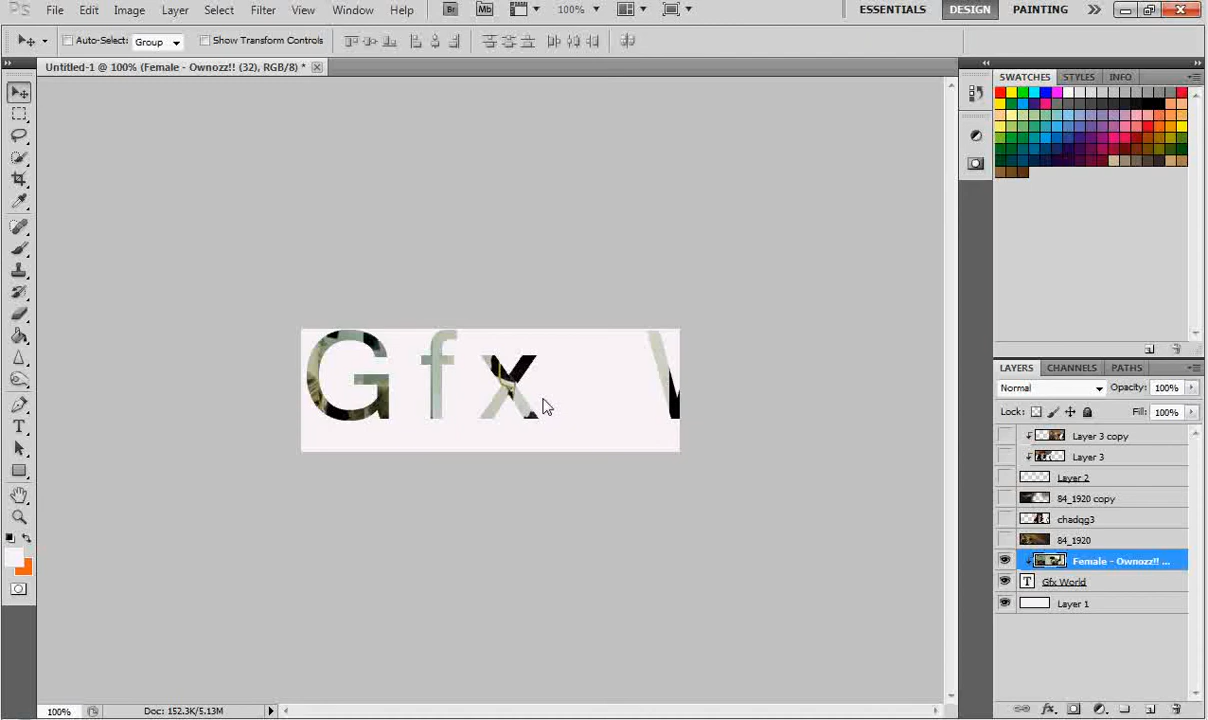 PS File Edit Image Layer Select Filter View Window Help Br Mb 100% ESSENTIALS DESIGN PAINTING
Auto-Select: Group Show Transform Controls
Untitled-1 @ 100% (Female - Ownozz!! (32), RGB/8) *
SWATCHES STYLES INFO
Gfx W
LAYERS CHANNELS PATHS
Normal Opacity: 100%
Lock: Fill: 100%
Layer 3 copy
Layer 3
Layer 2
84_1920 copy
chadqg3
84_1920
Female - Ownozz!! ...
T Gfx World
Layer 1
100% Doc: 152.3K/5.13M